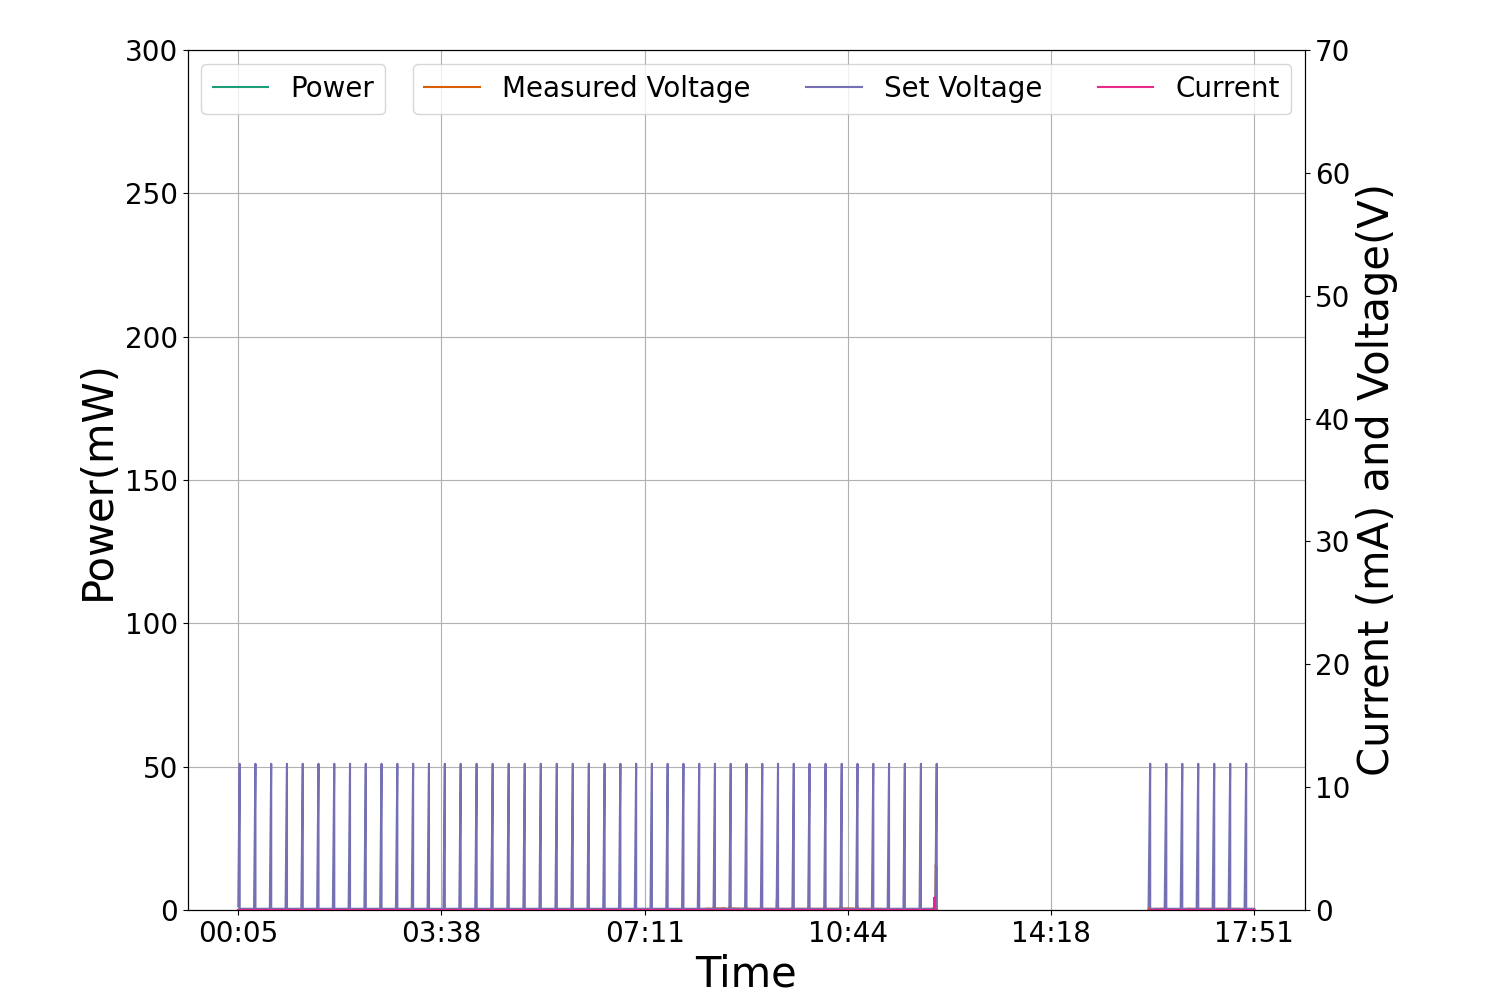 Power
Measured Voltage
Set Voltage
Current
300
250
200
150
100
50
0
Power(mW)
70
60
50
40
30
20
10
0
Current (mA) and Voltage(V)
00:05 03:38 07:11 10:44 14:18 17:51
Time